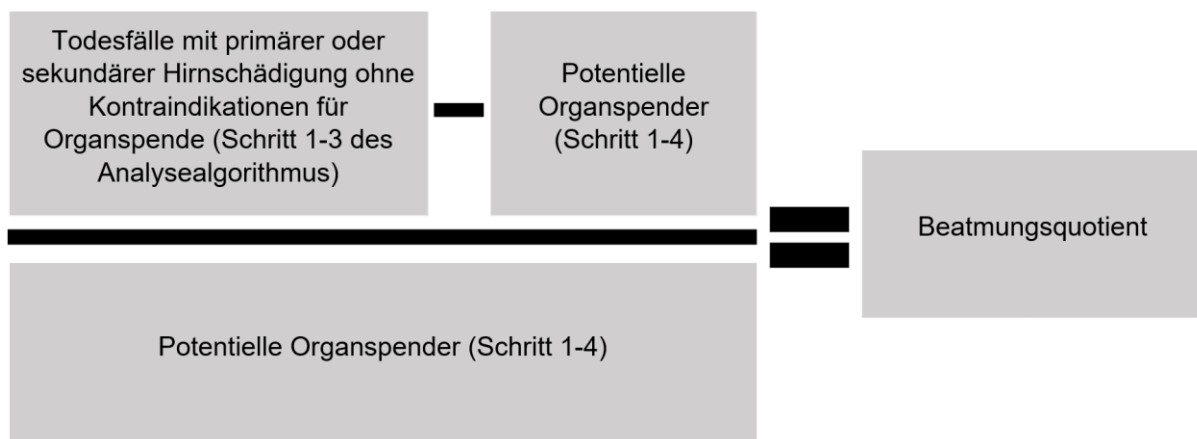 Todesfälle mit primärer oder
sekundärer Hirnschädigung ohne
Kontraindikationen für
Organspende (Schritt 1-3 des
Analysealgorithmus)
Potentielle
Organspender
(Schritt 1-4)
Beatmungsquotient
Potentielle Organspender (Schritt 1-4)